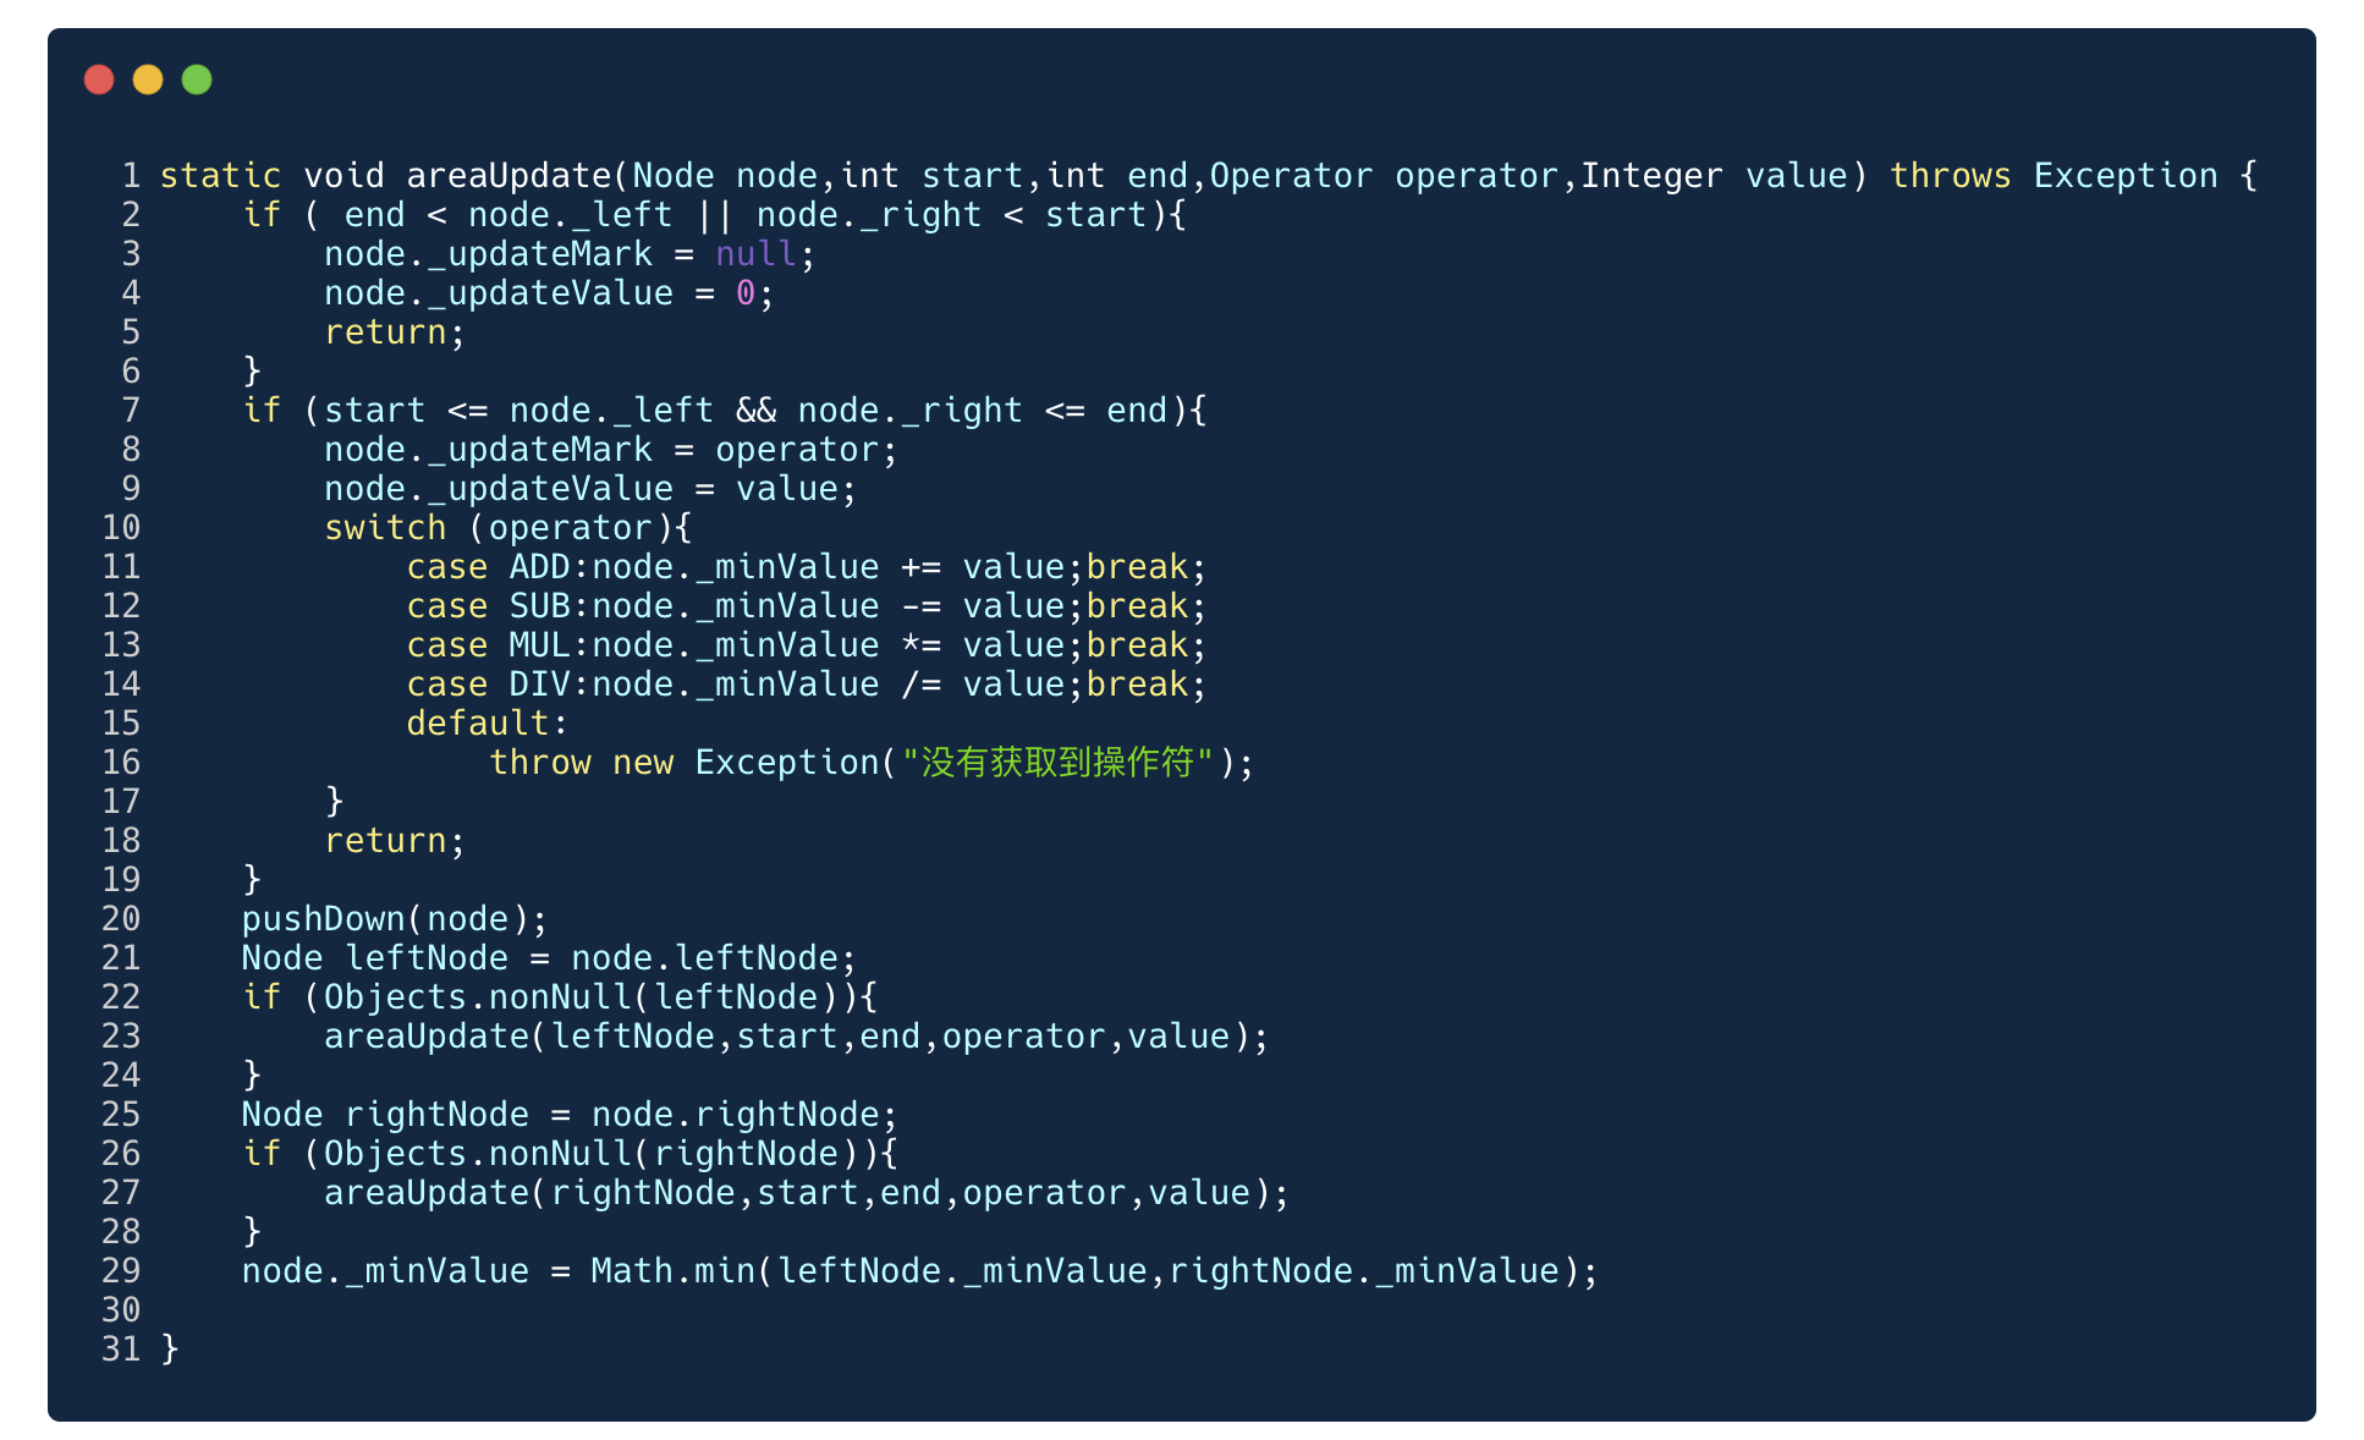 1 static void areaUpdate(Node node,int start,int end,Operator operator,Integer value) throws Exception {
2     if ( end < node._left || node._right < start){
3         node._updateMark = null;
4         node._updateValue = 0;
5         return;
6     }
7     if (start <= node._left && node._right <= end){
8         node._updateMark = operator;
9         node._updateValue = value;
10         switch (operator){
11             case ADD:node._minValue += value;break;
12             case SUB:node._minValue -= value;break;
13             case MUL:node._minValue *= value;break;
14             case DIV:node._minValue /= value;break;
15             default:
16                 throw new Exception("没有获取到操作符");
17         }
18         return;
19     }
20     pushDown(node);
21     Node leftNode = node.leftNode;
22     if (Objects.nonNull(leftNode)){
23         areaUpdate(leftNode,start,end,operator,value);
24     }
25     Node rightNode = node.rightNode;
26     if (Objects.nonNull(rightNode)){
27         areaUpdate(rightNode,start,end,operator,value);
28     }
29     node._minValue = Math.min(leftNode._minValue,rightNode._minValue);
30
31 }